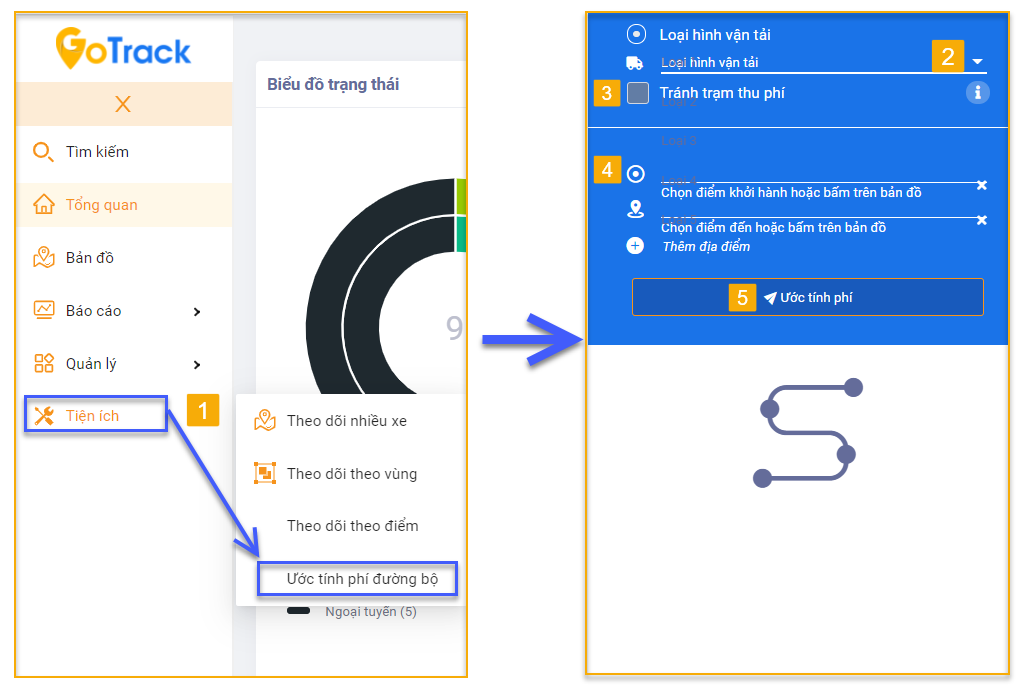 GoTrack
X
Tìm kiếm
Tổng quan
Bản đồ
Báo cáo
Quản lý
Tiện ích
1
Biểu đồ trạng thái
9
Theo dõi nhiều xe
Theo dõi theo vùng
Theo dõi theo điểm
Ước tính phí đường bộ
Ngoại tuyến (5)
Loại hình vận tải
Loại hình vận tải
2
3
Tránh trạm thu phí
Loại 3
4
Chọn điểm khởi hành hoặc bấm trên bản đồ
Chọn điểm đến hoặc bấm trên bản đồ
Thêm địa điểm
5 Ước tính phí